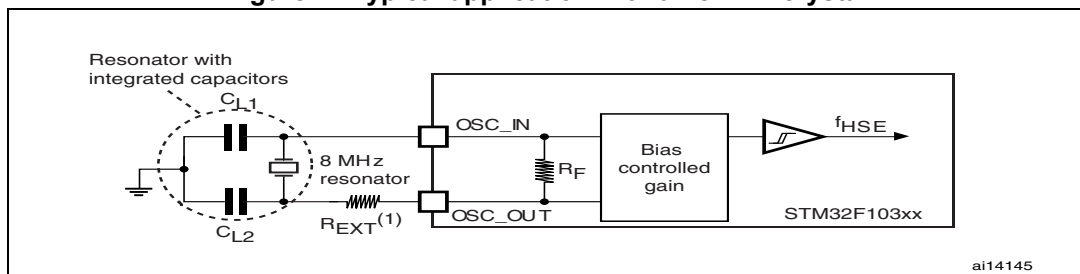 Resonator with
integrated capacitors
CL1
OSC_IN
fHSE
8 MHz
resonator
RF
Bias
controlled
gain
REXT(1)
OSC_OUT
STM32F103xx
CL2
ai14145